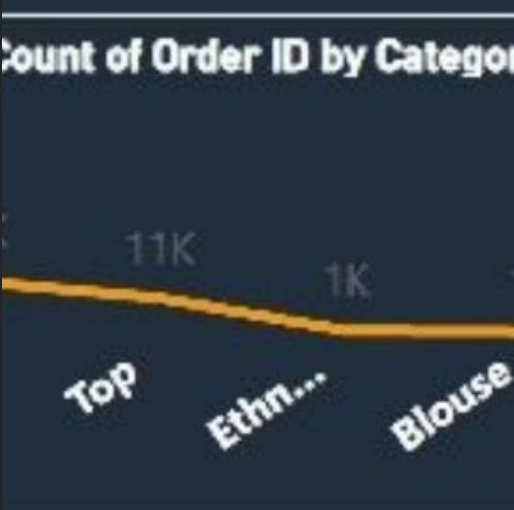 Count of Order ID by Categor
11K
1K
Top
Ethn...
Blouse